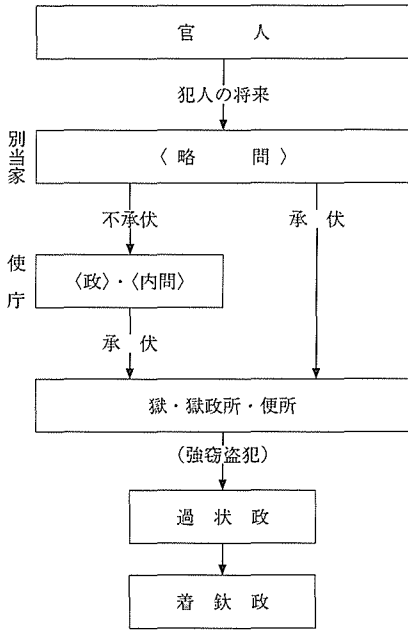 官 人
犯人の将来
別当家
〈略 問〉
不承伏
承 伏
使庁
〈政〉・〈内問〉
承 伏
獄・獄政所・便所
(強窃盗犯)
過 状 政
着 釱 政